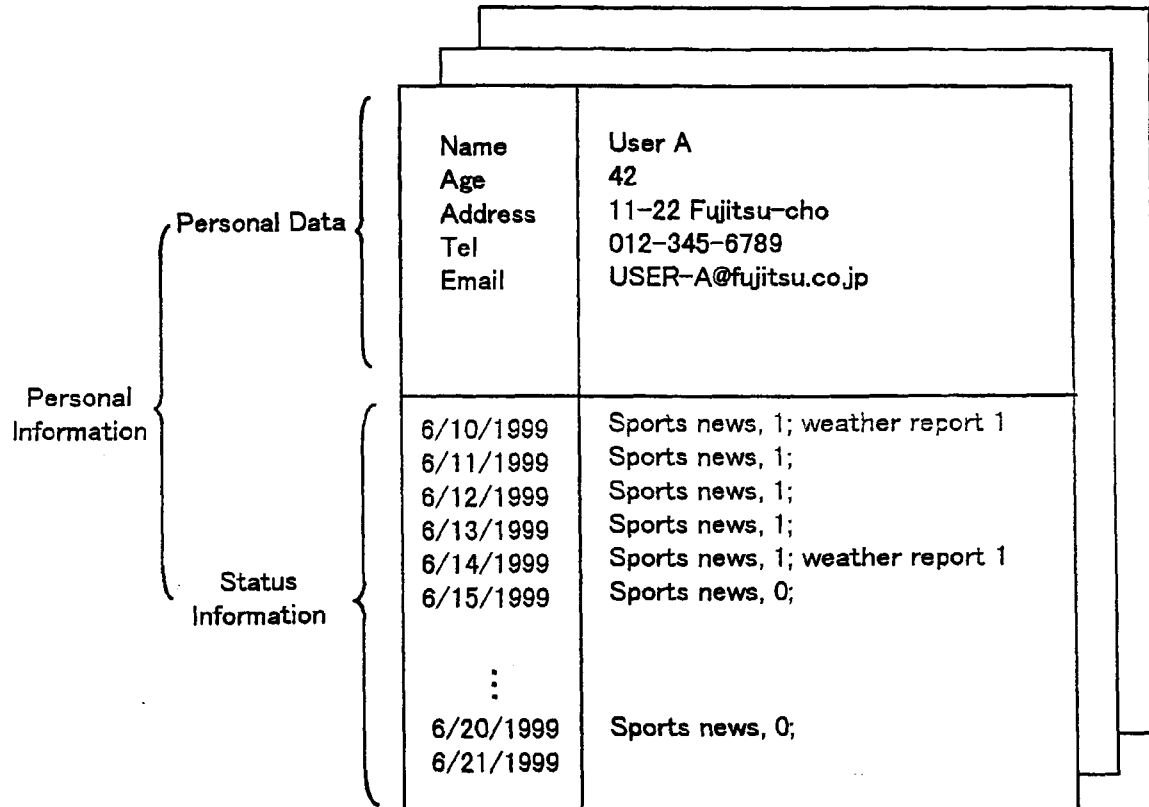 Name User A
Age 42
Address 11-22 Fujitsu-cho
Tel 012-345-6789
Email USER-A@fujitsu.co.jp
Personal Data
Personal
Information
6/10/1999 Sports news, 1; weather report 1
6/11/1999 Sports news, 1;
6/12/1999 Sports news, 1;
6/13/1999 Sports news, 1;
6/14/1999 Sports news, 1; weather report 1
6/15/1999 Sports news, 0;
Status
Information
⋮
6/20/1999 Sports news, 0;
6/21/1999